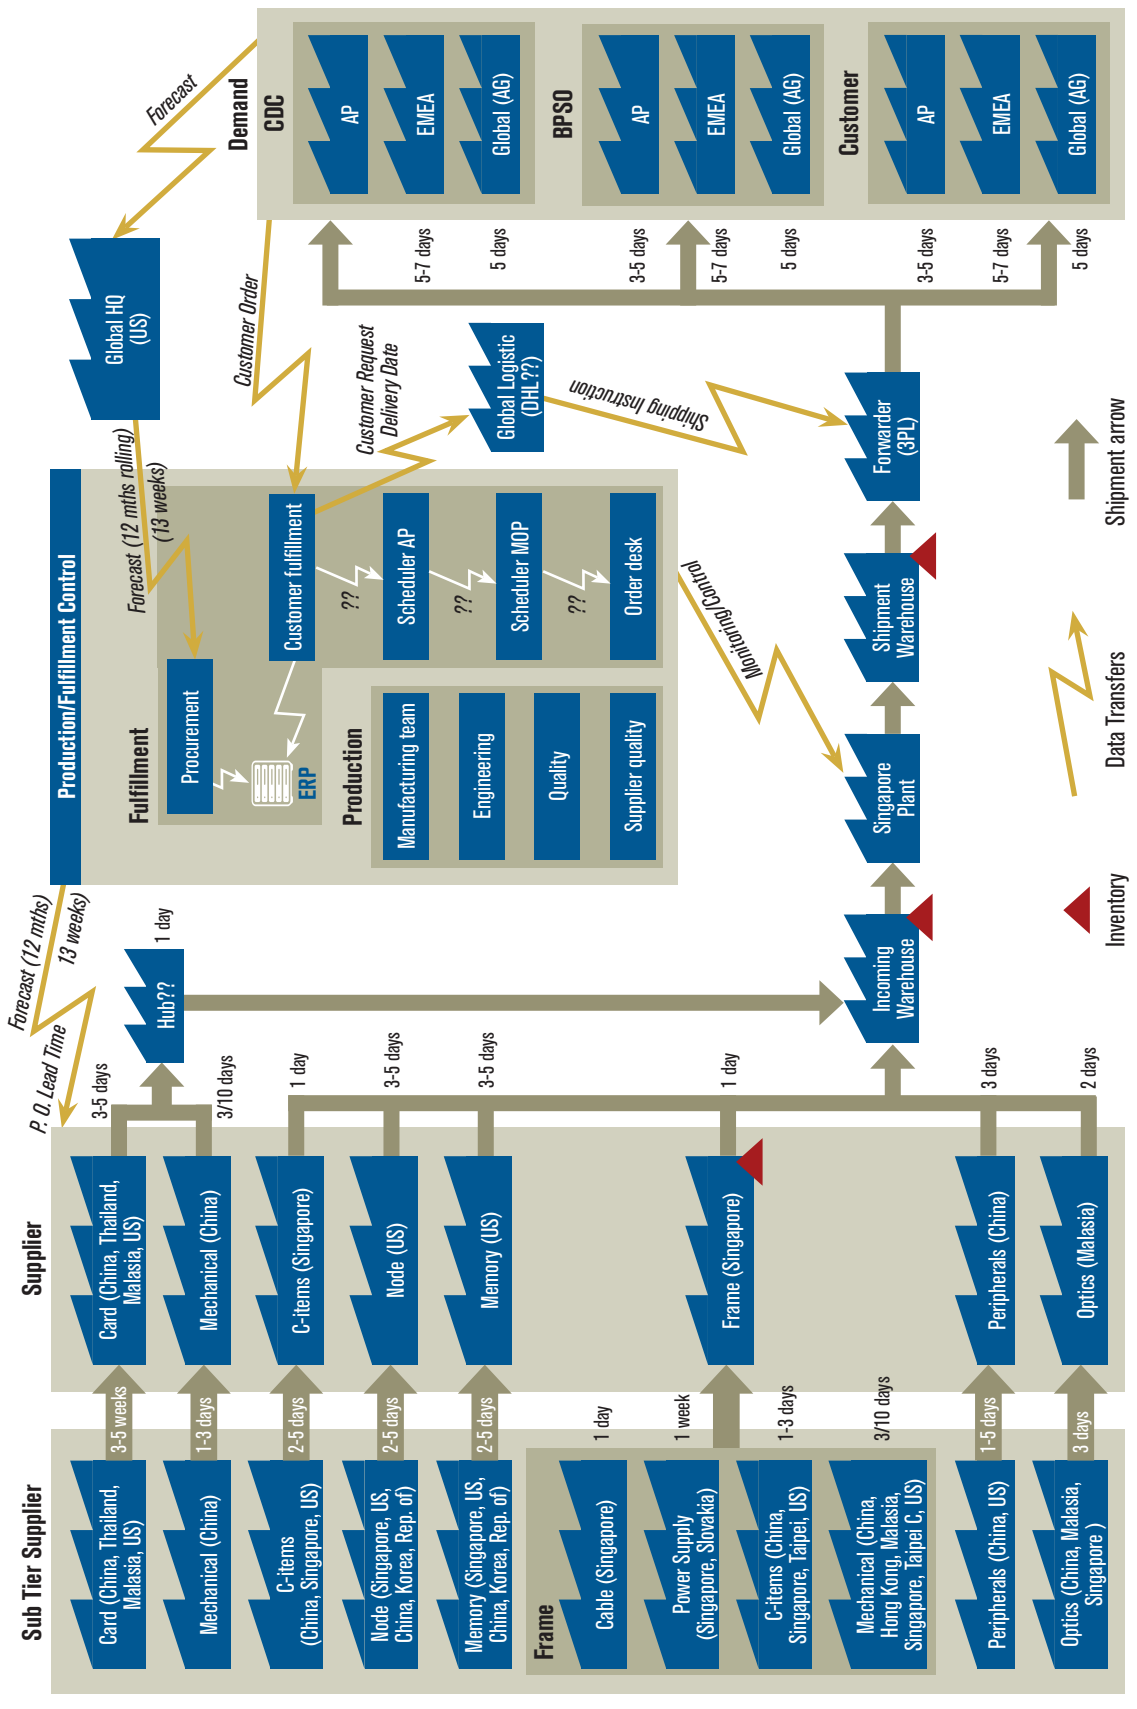 Sub Tier Supplier
Card (China, Thailand,
Malasia, US)
3-5 weeks
Mechanical (China)
1-3 days
C-items
(China, Singapore, US)
2-5 days
Node (Singapore, US,
China, Korea, Rep. of)
2-5 days
Memory (Singapore, US,
China, Korea, Rep. of)
2-5 days
Frame
Cable (Singapore)
1 day
Power Supply
(Singapore, Slovakia)
1 week
C-items (China,
Singapore, Taipei, US)
1-3 days
Mechanical (China,
Hong Kong, Malasia,
Singapore, Taipei C, US)
3/10 days
Peripherals (China, US)
1-5 days
Optics (China, Malasia,
Singapore )
3 days
Supplier
Card (China, Thailand,
Malasia, US)
3-5 days
Mechanical (China)
3/10 days
C-items (Singapore)
1 day
Node (US)
3-5 days
Memory (US)
3-5 days
Frame (Singapore)
1 day
Peripherals (China)
3 days
Optics (Malasia)
2 days
P. O. Lead Time
Forecast (12 mths)
13 weeks)
Hub??
1 day
Production/Fulfillment Control
Fulfillment
Procurement
ERP
Customer fulfillment
??
Scheduler AP
??
Scheduler MOP
??
Order desk
Production
Manufacturing team
Engineering
Quality
Supplier quality
Forecast (12 mths rolling)
(13 weeks)
Global HQ
(US)
Forecast
Customer Order
Customer Request
Delivery Date
Global Logistic
(DHL??)
Shipping Instruction
Monitoring/Control
Incoming
Warehouse
Singapore
Plant
Shipment
Warehouse
Forwarder
(3PL)
Demand
CDC
AP
EMEA
5-7 days
Global (AG)
5 days
BPSO
AP
3-5 days
EMEA
5-7 days
Global (AG)
5 days
Customer
AP
3-5 days
EMEA
5-7 days
Global (AG)
5 days
Inventory
Data Transfers
Shipment arrow